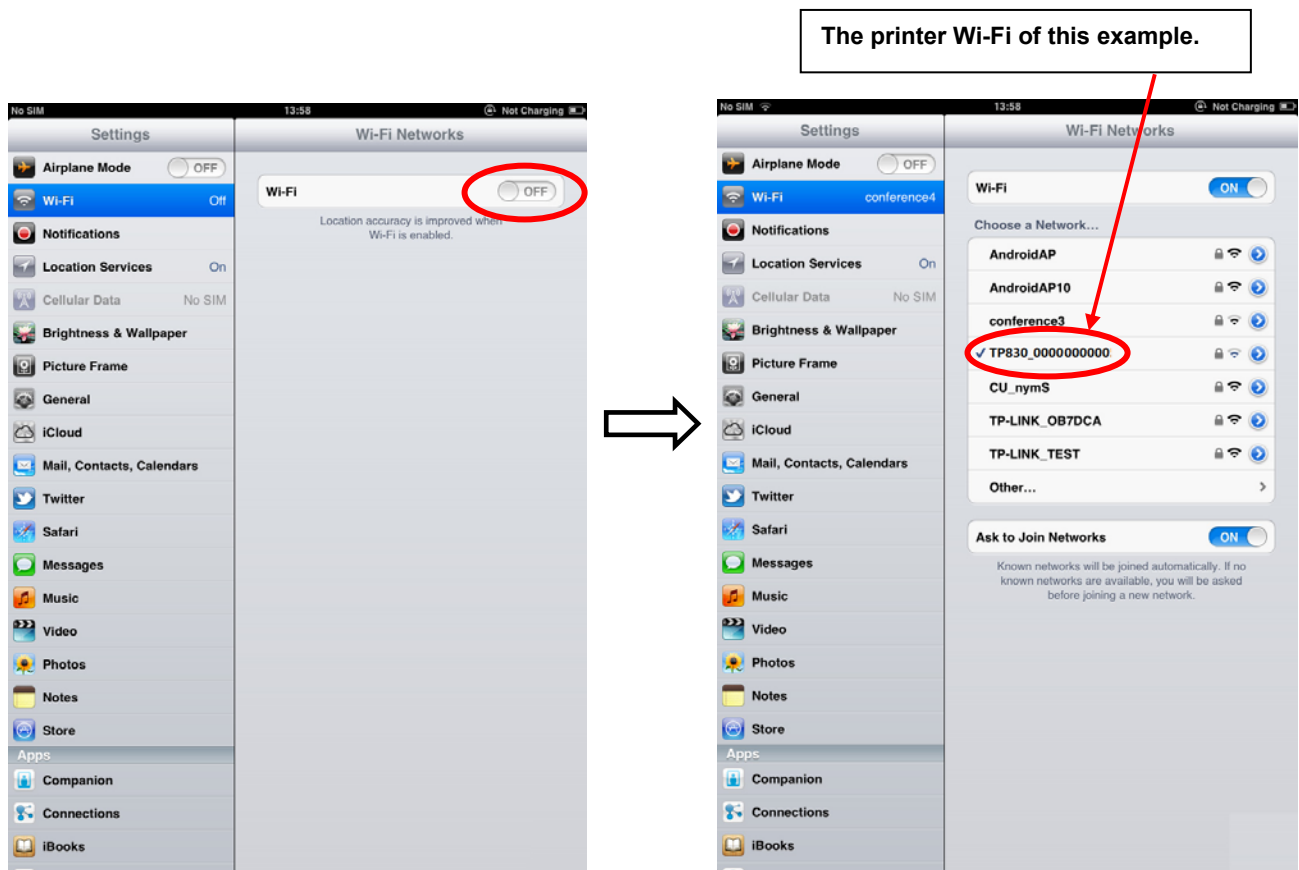 The printer Wi-Fi of this example.
No SIM 13:58 Not Charging
Settings
Airplane Mode OFF
Wi-Fi Off
Notifications
Location Services On
Cellular Data No SIM
Brightness & Wallpaper
Picture Frame
General
iCloud
Mail, Contacts, Calendars
Twitter
Safari
Messages
Music
Video
Photos
Notes
Store
Apps
Companion
Connections
iBooks
Wi-Fi Networks
Wi-Fi OFF
Location accuracy is improved when
Wi-Fi is enabled.
No SIM 13:58 Not Charging
Settings
Airplane Mode OFF
Wi-Fi conference4
Notifications
Location Services On
Cellular Data No SIM
Brightness & Wallpaper
Picture Frame
General
iCloud
Mail, Contacts, Calendars
Twitter
Safari
Messages
Music
Video
Photos
Notes
Store
Apps
Companion
Connections
iBooks
Wi-Fi Networks
Wi-Fi ON
Choose a Network...
AndroidAP
AndroidAP10
conference3
✓ TP830_0000000000
CU_nymS
TP-LINK_OB7DCA
TP-LINK_TEST
Other...
Ask to Join Networks ON
Known networks will be joined automatically. If no
known networks are available, you will be asked
before joining a new network.